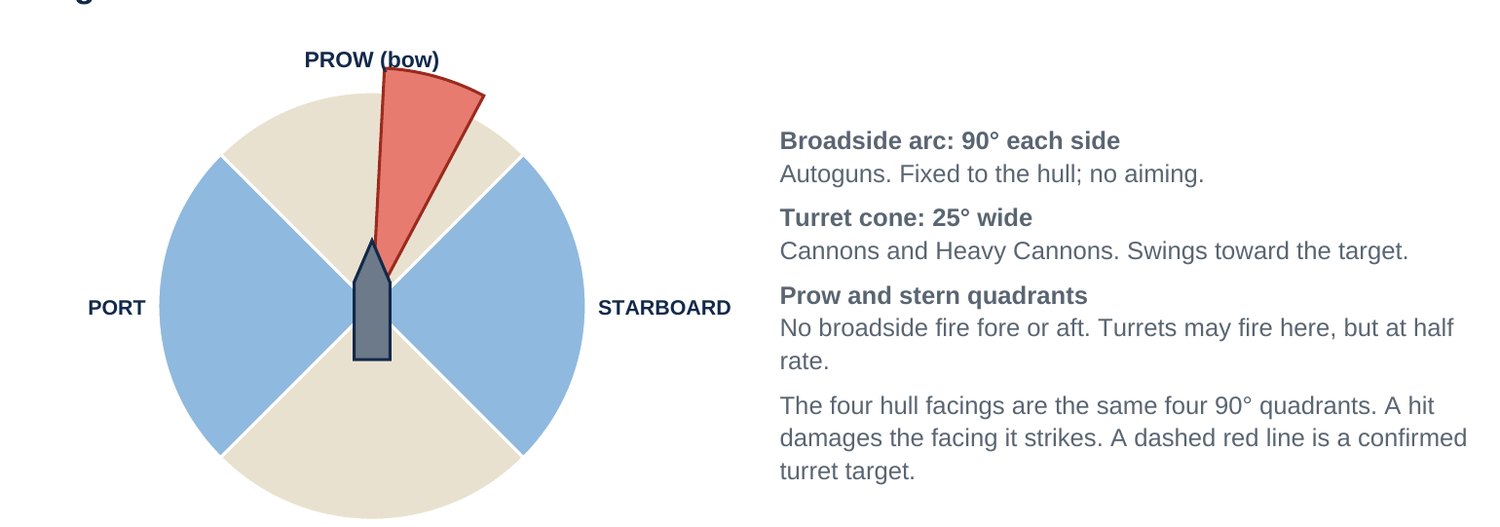 PROW (bow)
PORT
STARBOARD
Broadside arc: 90° each side
Autoguns. Fixed to the hull; no aiming.
Turret cone: 25° wide
Cannons and Heavy Cannons. Swings toward the target.
Prow and stern quadrants
No broadside fire fore or aft. Turrets may fire here, but at half
rate.
The four hull facings are the same four 90° quadrants. A hit
damages the facing it strikes. A dashed red line is a confirmed
turret target.